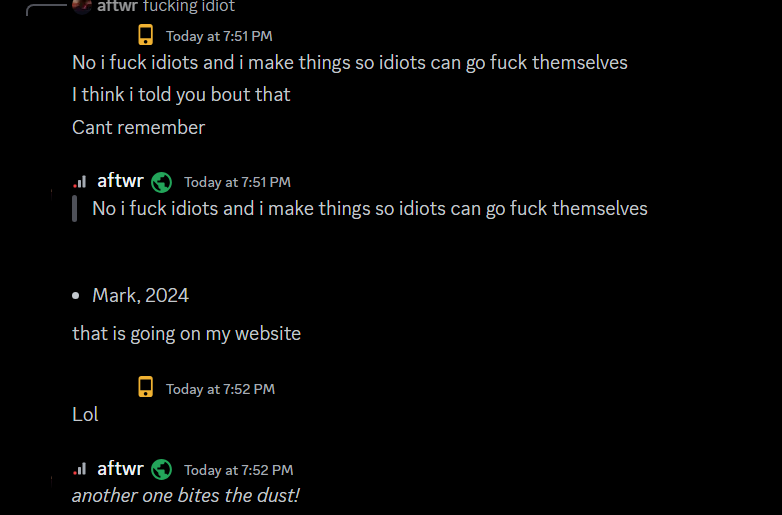 aftwr fucking idiot
Today at 7:51 PM
No i fuck idiots and i make things so idiots can go fuck themselves
I think i told you bout that
Cant remember
aftwr Today at 7:51 PM
No i fuck idiots and i make things so idiots can go fuck themselves
• Mark, 2024
that is going on my website
Today at 7:52 PM
Lol
aftwr Today at 7:52 PM
another one bites the dust!